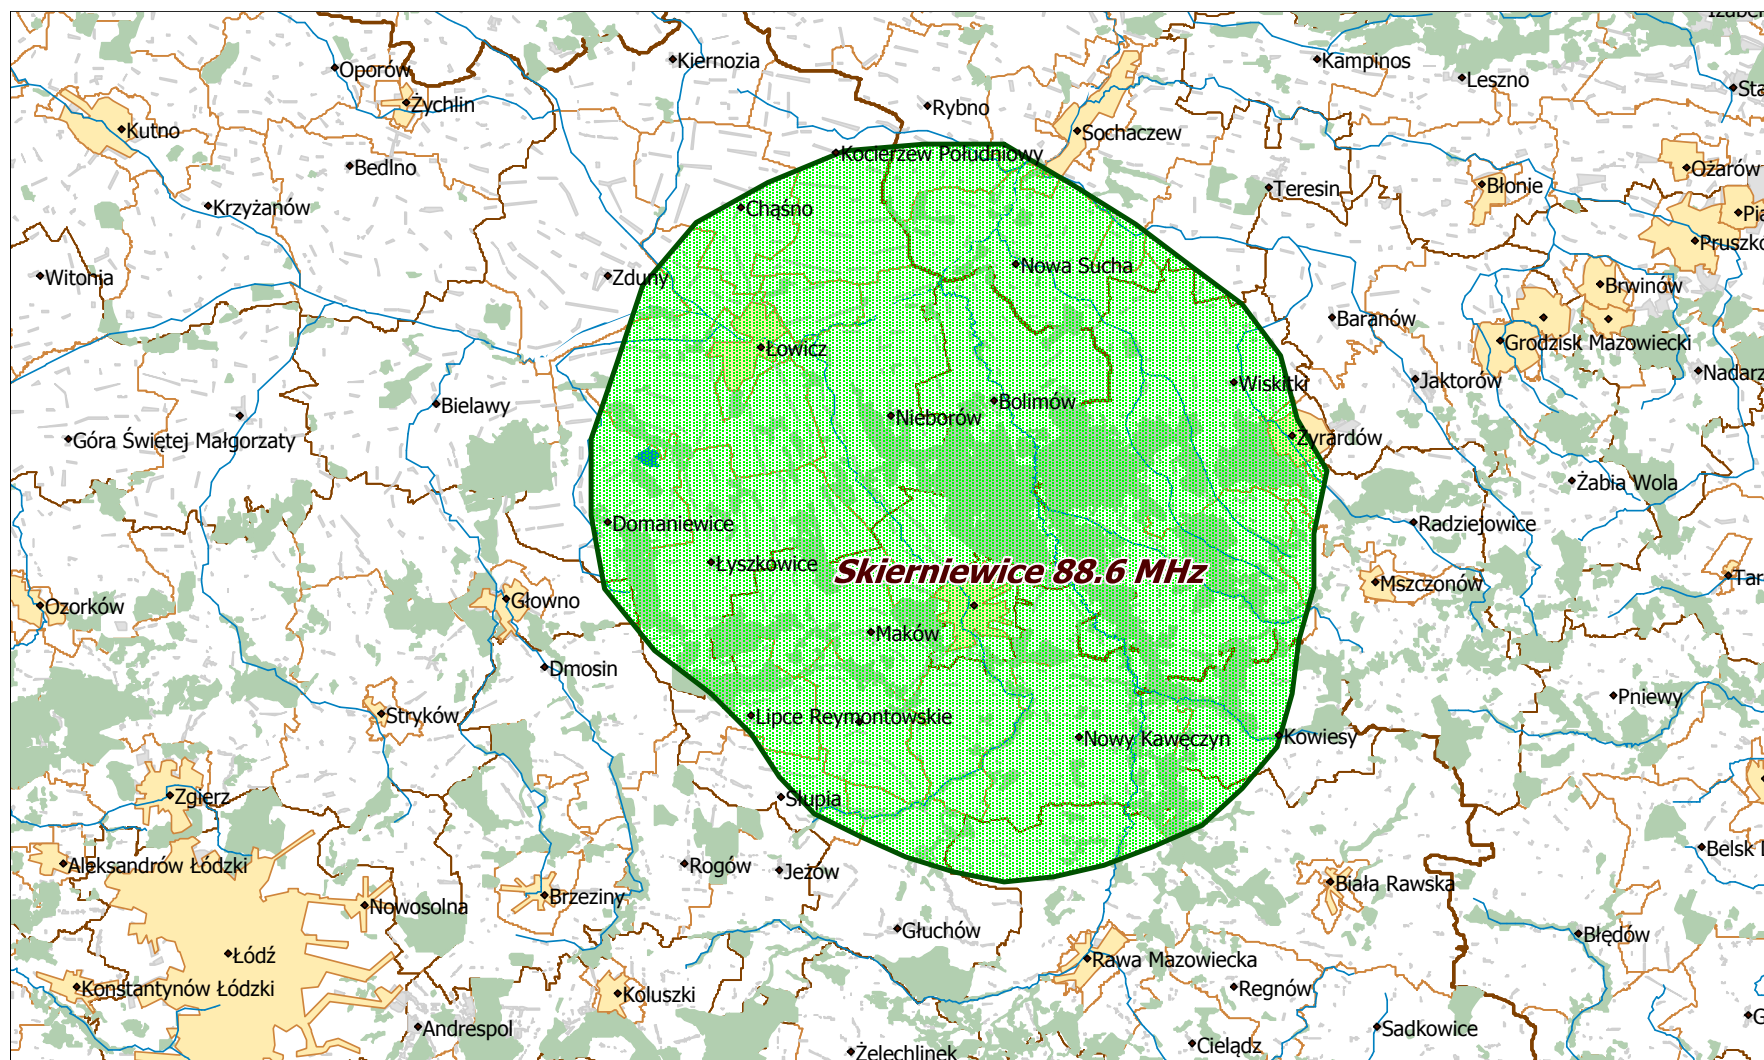 Kiernozia
Kampinos
Oporów
Leszno
Żychlin
Rybno
Kutno
Sochaczew
Kocierzew Południowy
Bedlno
Ożarów
Błonie
Teresin
Krzyżanów
Chąśno
Nowa Sucha
Witonia
Zduny
Brwinów
Baranów
Grodzisk Mazowiecki
Łowicz
Nadarz
Wiskitki
Jaktorów
Bielawy
Bolimów
Nieborów
Góra Świętej Małgorzaty
Żyrardów
Żabia Wola
Domaniewice
Radziejowice
Łyszkowice
Skierniewice 88.6 MHz
Mszczonów
Tar
Głowno
Ozorków
Maków
Dmosin
Pniewy
Stryków
Lipce Reymontowskie
Nowy Kawęczyn
Kowiesy
Zgierz
Słupia
Belsk
Aleksandrów Łódzki
Rogów
Jeżów
Biała Rawska
Brzeziny
Nowosolna
Głuchów
Błędów
Łódź
Rawa Mazowiecka
Konstantynów Łódzki
Koluszki
Regnów
Andrespol
Sadkowice
Cielądz
Żelechlinek